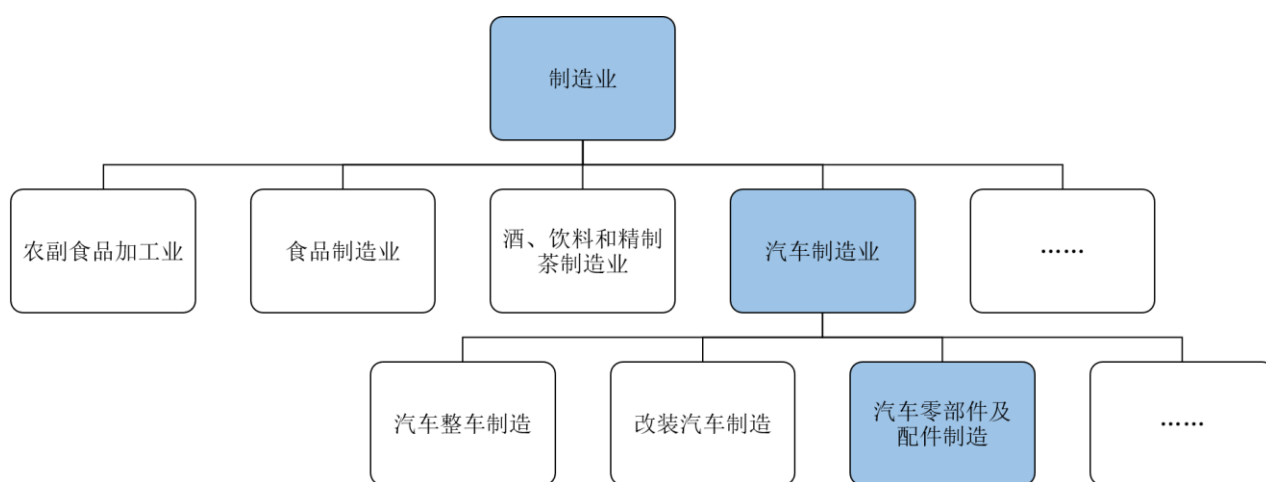 制造业
农副食品加工业
食品制造业
酒、饮料和精制
茶制造业
汽车制造业
……
汽车整车制造
改装汽车制造
汽车零部件及
配件制造
……